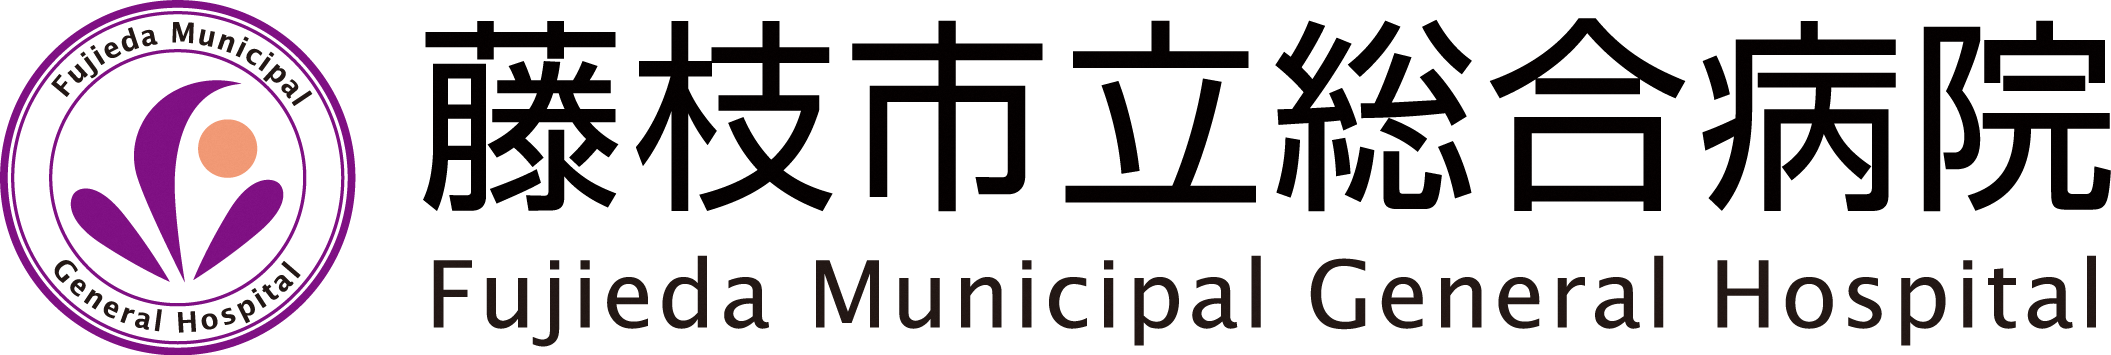 Fujieda Municipal
General Hospital
藤枝市立総合病院
Fujieda Municipal General Hospital